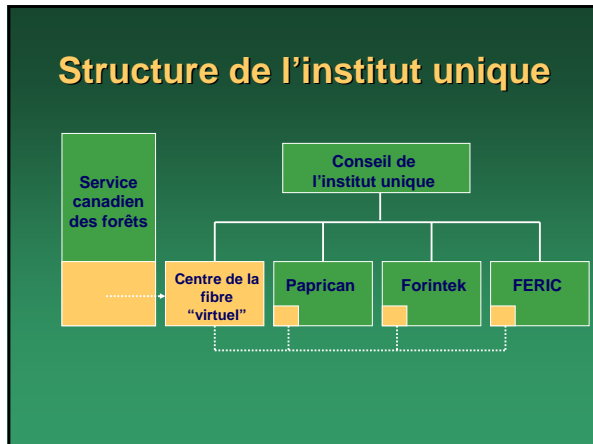 Structure de l'institut unique
Service
canadien
des forêts
Conseil de
l'institut unique
Centre de la
fibre
“virtuel”
Paprican
Forintek
FERIC